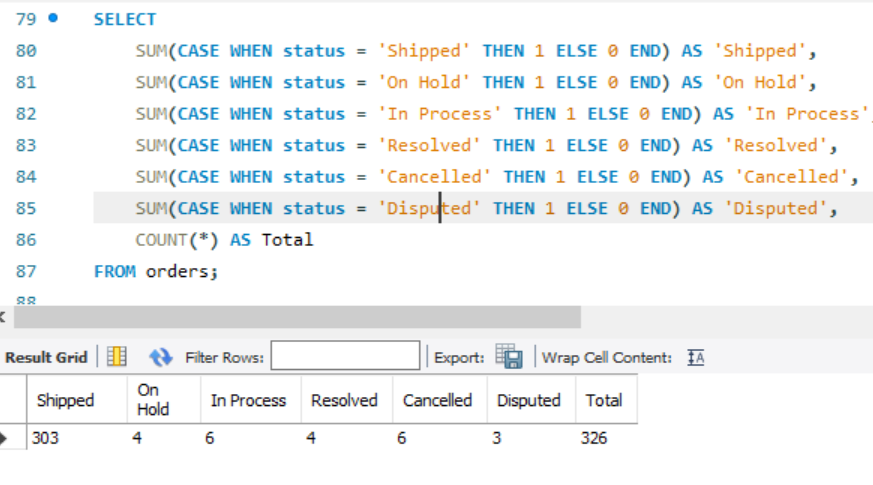 79 SELECT
80 SUM(CASE WHEN status = 'Shipped' THEN 1 ELSE 0 END) AS 'Shipped',
81 SUM(CASE WHEN status = 'On Hold' THEN 1 ELSE 0 END) AS 'On Hold',
82 SUM(CASE WHEN status = 'In Process' THEN 1 ELSE 0 END) AS 'In Process',
83 SUM(CASE WHEN status = 'Resolved' THEN 1 ELSE 0 END) AS 'Resolved',
84 SUM(CASE WHEN status = 'Cancelled' THEN 1 ELSE 0 END) AS 'Cancelled',
85 SUM(CASE WHEN status = 'Disputed' THEN 1 ELSE 0 END) AS 'Disputed',
86 COUNT(*) AS Total
87 FROM orders;
88
Result Grid Filter Rows: Export: Wrap Cell Content: IA
Shipped On Hold In Process Resolved Cancelled Disputed Total
303 4 6 4 6 3 326